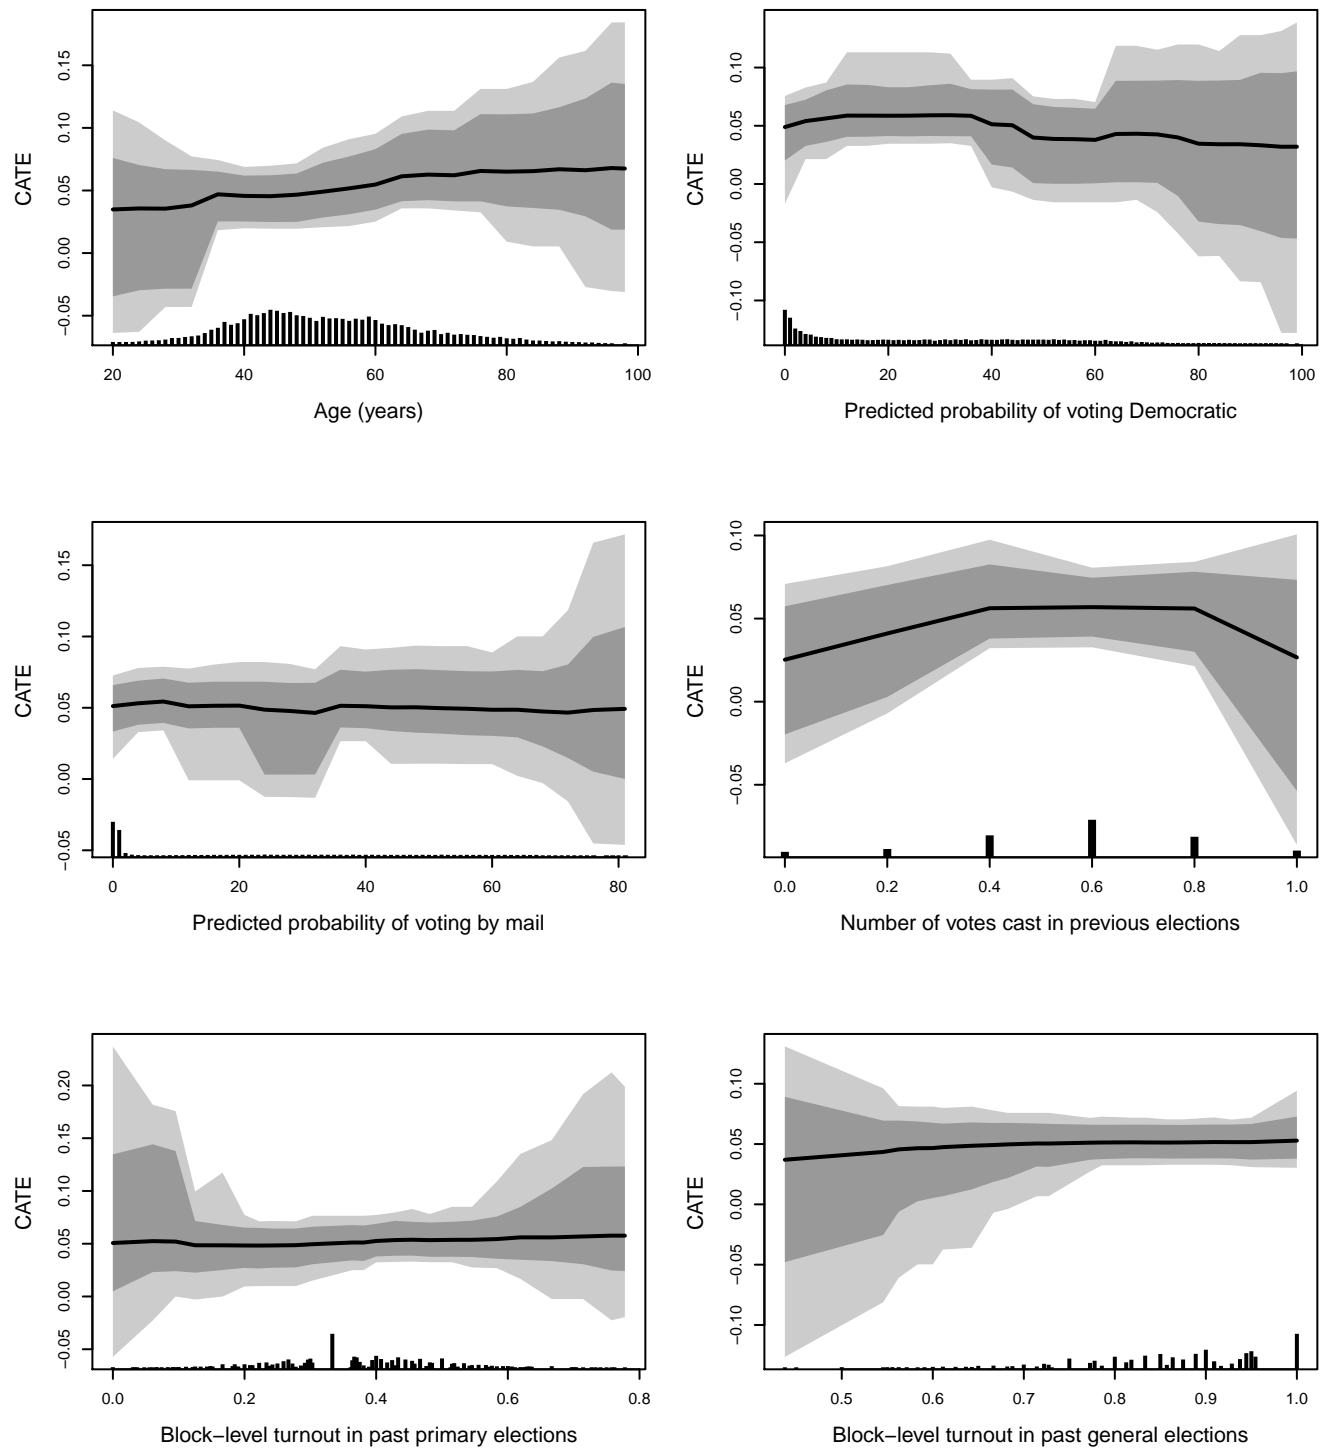 CATE
0.15
0.10
0.05
0.00
−0.05
20 40 60 80 100
Age (years)
CATE
0.10
0.05
0.00
−0.05
−0.10
0 20 40 60 80 100
Predicted probability of voting Democratic
CATE
0.15
0.10
0.05
0.00
−0.05
0 20 40 60 80
Predicted probability of voting by mail
CATE
0.10
0.05
0.00
−0.05
0.0 0.2 0.4 0.6 0.8 1.0
Number of votes cast in previous elections
CATE
0.20
0.15
0.10
0.05
0.00
−0.05
0.0 0.2 0.4 0.6 0.8
Block−level turnout in past primary elections
CATE
0.10
0.05
0.00
−0.05
−0.10
0.5 0.6 0.7 0.8 0.9 1.0
Block−level turnout in past general elections